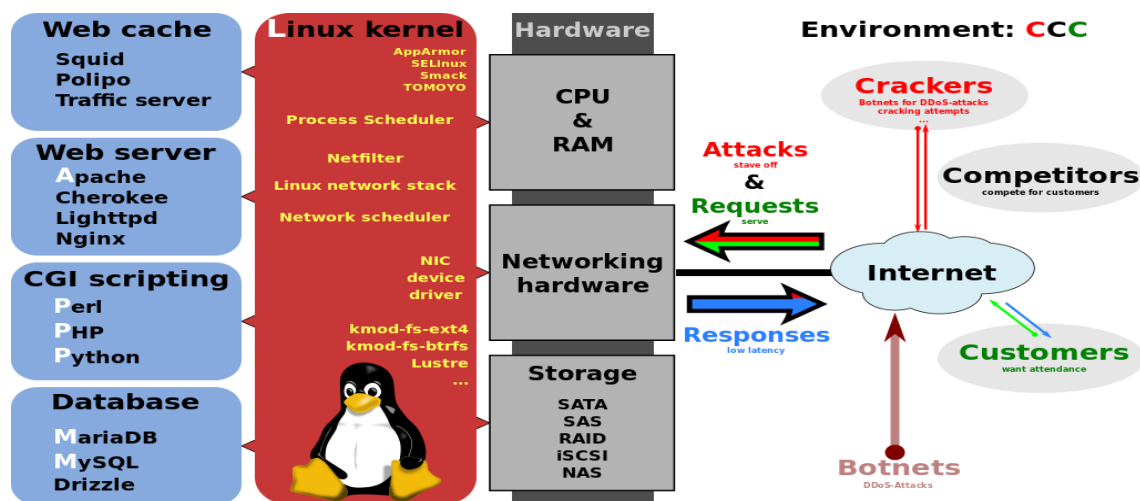 Web cache
Squid
Polipo
Traffic server
Web server
Apache
Cherokee
Lighttpd
Nginx
CGI scripting
Perl
PHP
Python
Database
MariaDB
MySQL
Drizzle
Linux kernel
AppArmor
SELinux
Smack
TOMOYO
Process Scheduler
Netfilter
Linux network stack
Network scheduler
NIC
device
driver
kmod-fs-ext4
kmod-fs-btrfs
Lustre
...
Hardware
CPU
&
RAM
Networking
hardware
Storage
SATA
SAS
RAID
iSCSI
NAS
Environment: CCC
Crackers
Botnets for DDoS-attacks
cracking attempts
...
Attacks
stave off
&
Requests
serve
Competitors
compete for customers
Internet
Responses
low latency
Customers
want attendance
Botnets
DDoS-Attacks